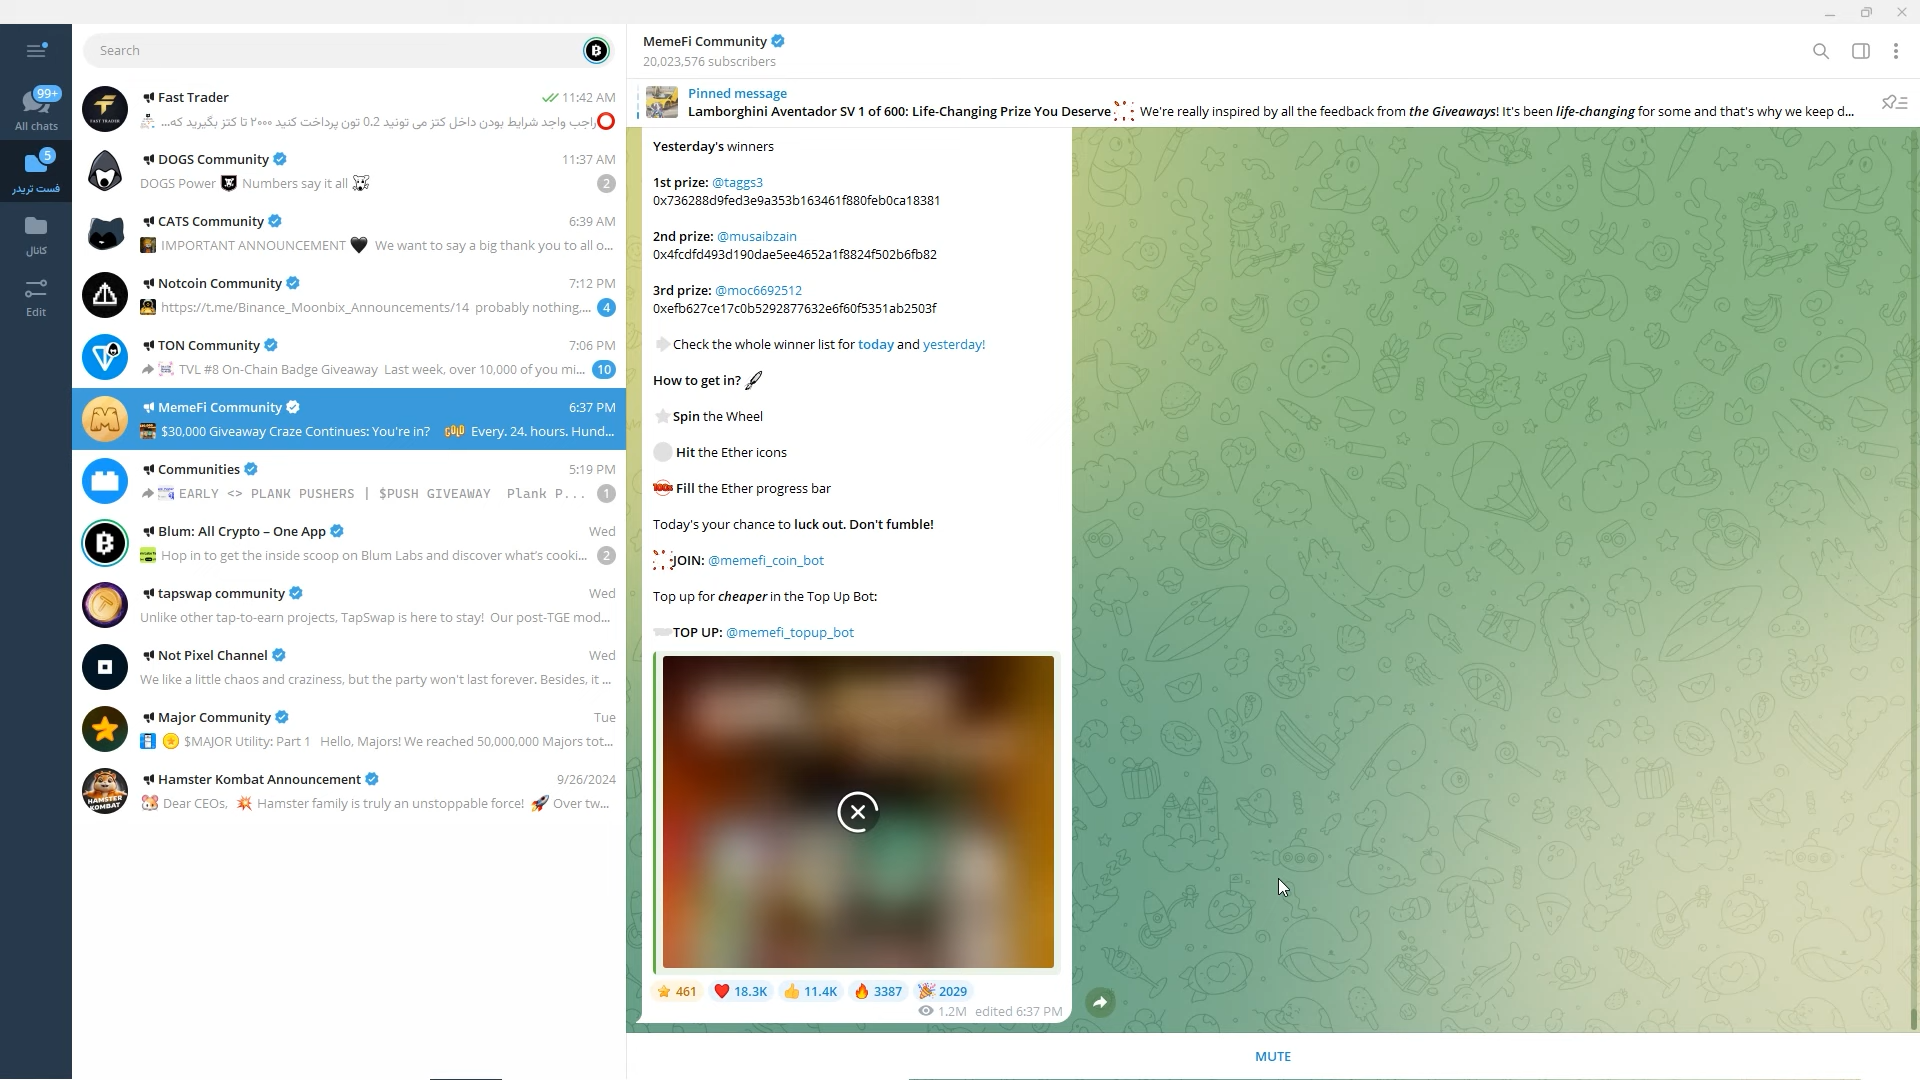 Search
99+
All chats
5
فست تریدر
کانال
Edit
Fast Trader 11:42 AM
راجب واجد شرایط بودن داخل کتز می تونید 0.2 تون پرداخت کنید ۲۰۰۰ تا کتز بگیرید که...
DOGS Community 11:37 AM
DOGS Power Numbers say it all 2
CATS Community 6:39 AM
IMPORTANT ANNOUNCEMENT 🖤 We want to say a big thank you to all o...
Notcoin Community 7:12 PM
https://t.me/Binance_Moonbix_Announcements/14 probably nothing,... 4
TON Community 7:06 PM
TVL #8 On-Chain Badge Giveaway Last week, over 10,000 of you mi... 10
MemeFi Community 6:37 PM
$30,000 Giveaway Craze Continues: You're in? GOLD Every. 24. hours. Hund...
Communities 5:19 PM
EARLY <> PLANK PUSHERS | $PUSH GIVEAWAY Plank P... 1
Blum: All Crypto – One App Wed
Hop in to get the inside scoop on Blum Labs and discover what's cooki... 2
tapswap community Wed
Unlike other tap-to-earn projects, TapSwap is here to stay! Our post-TGE mod...
Not Pixel Channel Wed
We like a little chaos and craziness, but the party won't last forever. Besides, it ...
Major Community Tue
$MAJOR Utility: Part 1 Hello, Majors! We reached 50,000,000 Majors tot...
Hamster Kombat Announcement 9/26/2024
🐹 Dear CEOs, 💥 Hamster family is truly an unstoppable force! 🚀 Over tw...
FAST TRADER
HAMSTER
KOMBAT
MemeFi Community
20,023,576 subscribers
Pinned message
Lamborghini Aventador SV 1 of 600: Life-Changing Prize You Deserve We're really inspired by all the feedback from the Giveaways! It's been life-changing for some and that's why we keep d...
Yesterday's winners
1st prize: @taggs3
0x736288d9fed3e9a353b163461f880feb0ca18381
2nd prize: @musaibzain
0x4fcdfd493d190dae5ee4652a1f8824f502b6fb82
3rd prize: @moc6692512
0xefb627ce17c0b5292877632e6f60f5351ab2503f
Check the whole winner list for today and yesterday!
How to get in?
Spin the Wheel
Hit the Ether icons
100x Fill the Ether progress bar
Today's your chance to luck out. Don't fumble!
JOIN: @memefi_coin_bot
Top up for cheaper in the Top Up Bot:
TOP UP: @memefi_topup_bot
⭐ 461 ❤️ 18.3K 👍 11.4K 🔥 3387 🎉 2029
1.2M edited 6:37 PM
MUTE